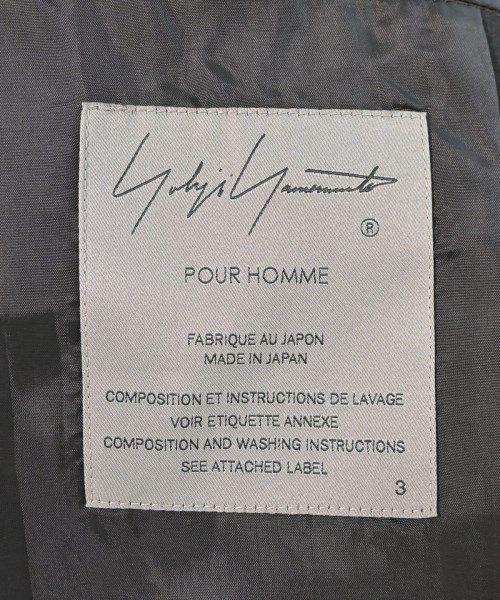 Yohji Yamamoto
®
POUR HOMME
FABRIQUE AU JAPON
MADE IN JAPAN
COMPOSITION ET INSTRUCTIONS DE LAVAGE
VOIR ETIQUETTE ANNEXE
COMPOSITION AND WASHING INSTRUCTIONS
SEE ATTACHED LABEL
3